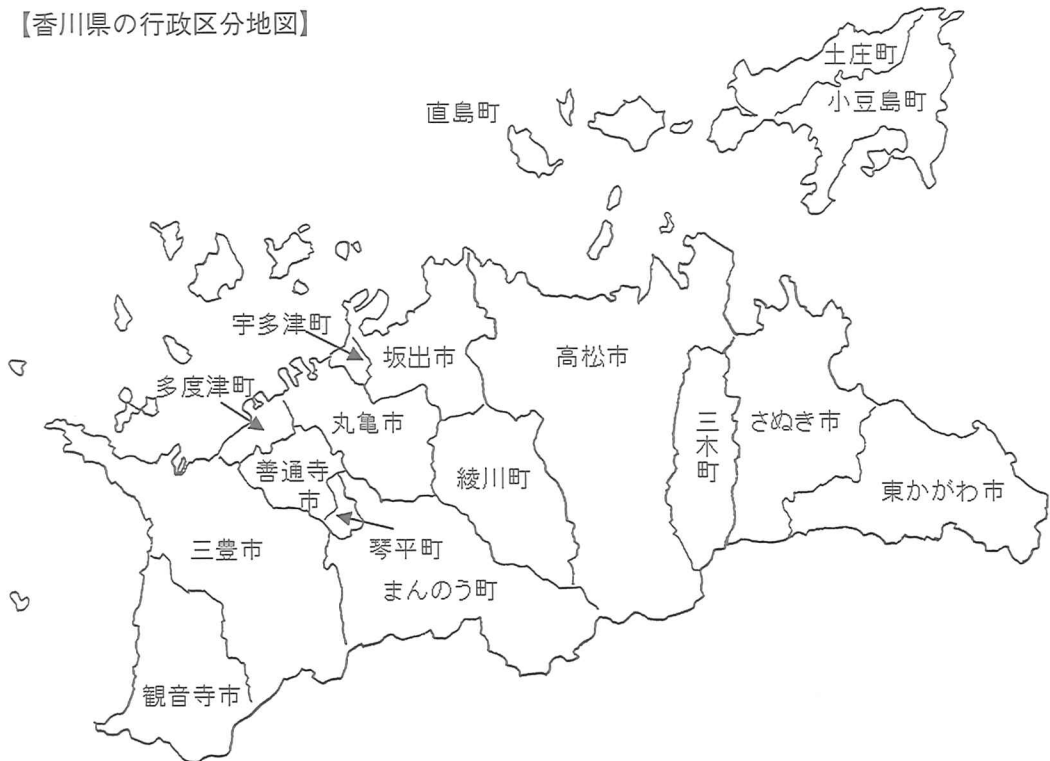 【香川県の行政区分地図】
土庄町
小豆島町
直島町
宇多津町
坂出市
高松市
多度津町
丸亀市
三木町
さぬき市
善通寺
市
綾川町
東かがわ市
三豊市
琴平町
まんのう町
観音寺市